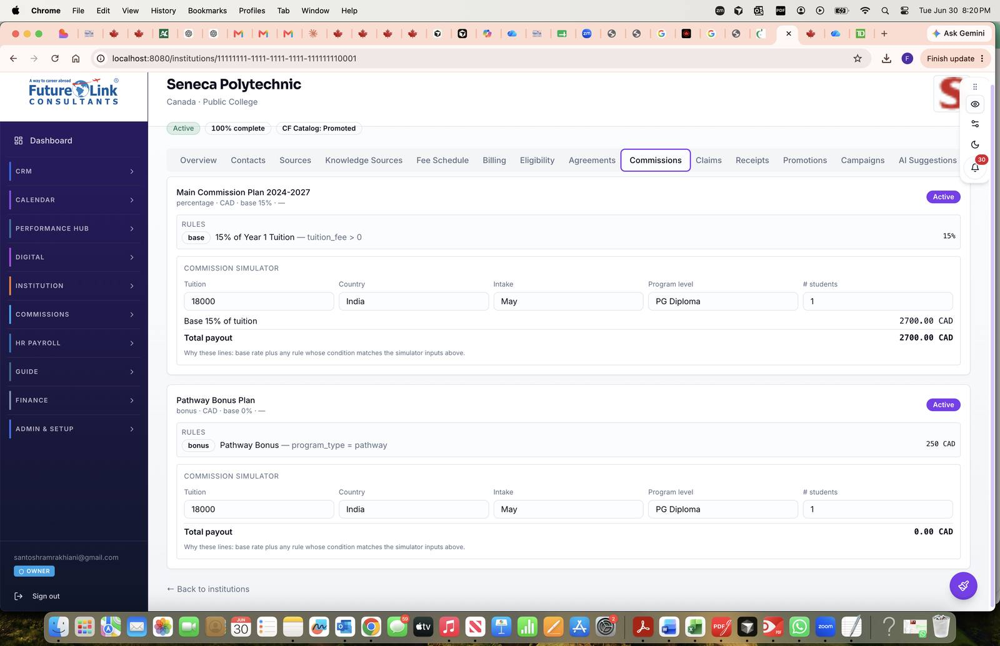 Chrome File Edit View History Bookmarks Profiles Tab Window Help
zm PDF Tue Jun 30 8:20 PM
Ask Gemini
localhost:8080/institutions/11111111-1111-1111-1111-111111110001
F Finish update
A way to career abroad
Future Link
CONSULTANTS
Dashboard
CRM
CALENDAR
PERFORMANCE HUB
DIGITAL
INSTITUTION
COMMISSIONS
HR PAYROLL
GUIDE
FINANCE
ADMIN & SETUP
santoshramrakhiani@gmail.com
OWNER
Sign out
Seneca Polytechnic
Canada · Public College
S
Active 100% complete CF Catalog: Promoted
30
Overview Contacts Sources Knowledge Sources Fee Schedule Billing Eligibility Agreements Commissions Claims Receipts Promotions Campaigns AI Suggestions
Main Commission Plan 2024-2027
percentage · CAD · base 15% · —
Active
RULES
base 15% of Year 1 Tuition — tuition_fee > 0 15%
COMMISSION SIMULATOR
Tuition Country Intake Program level # students
18000 India May PG Diploma 1
Base 15% of tuition 2700.00 CAD
Total payout 2700.00 CAD
Why these lines: base rate plus any rule whose condition matches the simulator inputs above.
Pathway Bonus Plan
bonus · CAD · base 0% · —
Active
RULES
bonus Pathway Bonus — program_type = pathway 250 CAD
COMMISSION SIMULATOR
Tuition Country Intake Program level # students
18000 India May PG Diploma 1
Total payout 0.00 CAD
Why these lines: base rate plus any rule whose condition matches the simulator inputs above.
← Back to institutions
JUN
30
59
tv
2
PDF
zoom